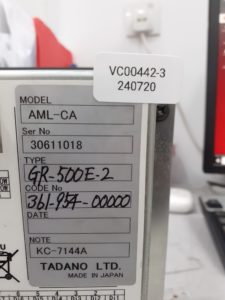 VC00442-3
240720
MODEL
AML-CA
Ser No
30611018
TYPE
GR-500E-2
CODE No
361-957-00000
DATE
NOTE
KC-7144A
TADANO LTD.
MADE IN JAPAN